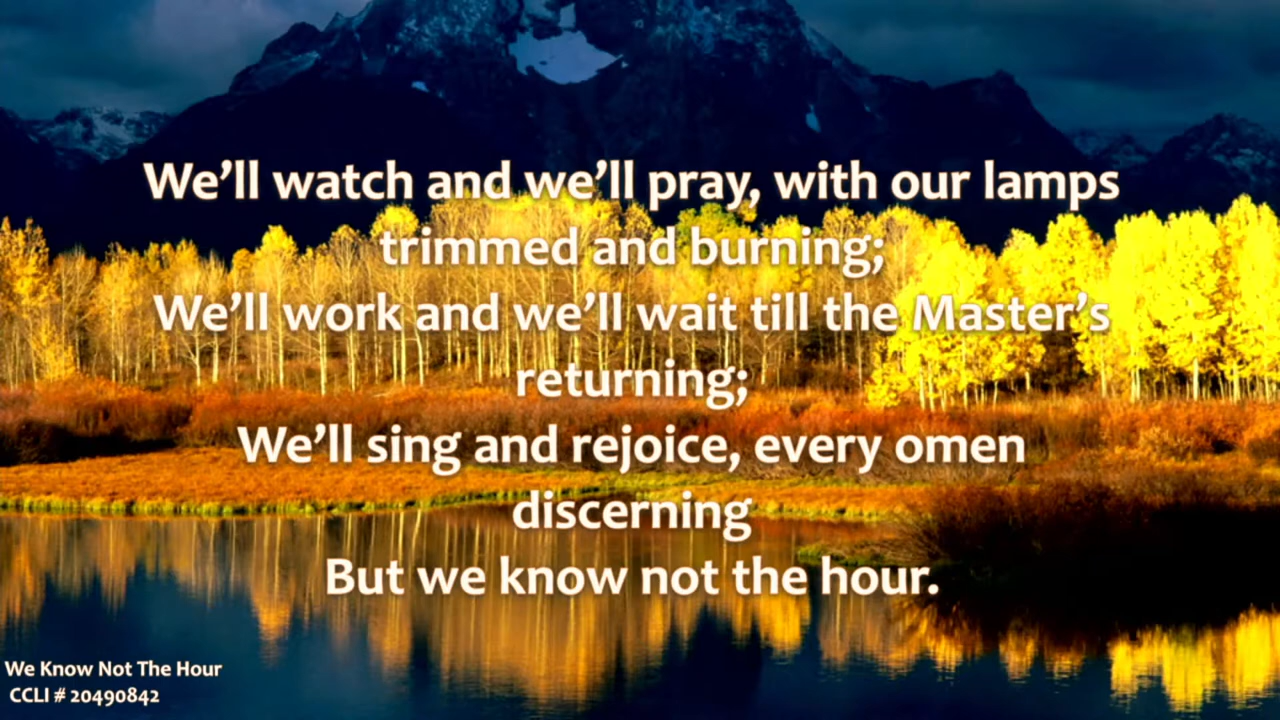 We’ll watch and we’ll pray, with our lamps
trimmed and burning;
We’ll work and we’ll wait till the Master’s
returning;
We’ll sing and rejoice, every omen
discerning
But we know not the hour.
We Know Not The Hour
CCLI # 20490842